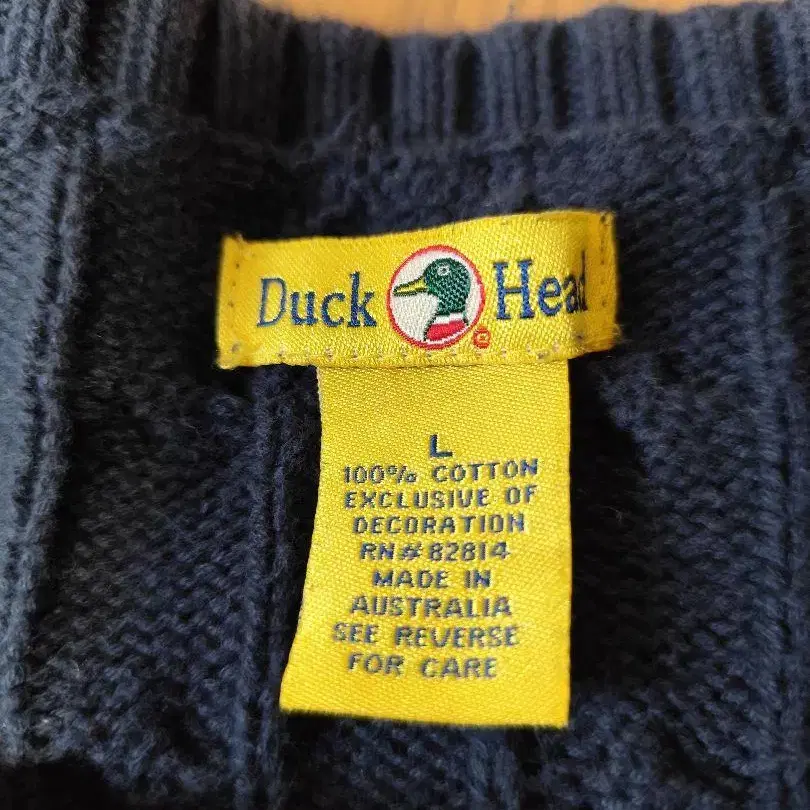 Duck Head
L
100% COTTON
EXCLUSIVE OF
DECORATION
RN# 82814
MADE IN
AUSTRALIA
SEE REVERSE
FOR CARE